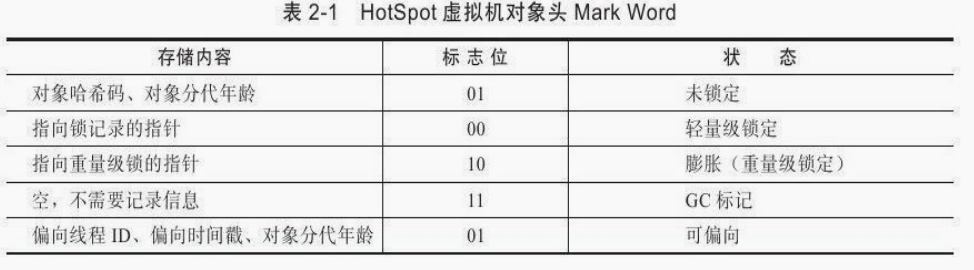 表 2-1 HotSpot 虚拟机对象头 Mark Word
存储内容 标志位 状态
对象哈希码、对象分代年龄 01 未锁定
指向锁记录的指针 00 轻量级锁定
指向重量级锁的指针 10 膨胀（重量级锁定）
空，不需要记录信息 11 GC 标记
偏向线程 ID、偏向时间戳、对象分代年龄 01 可偏向